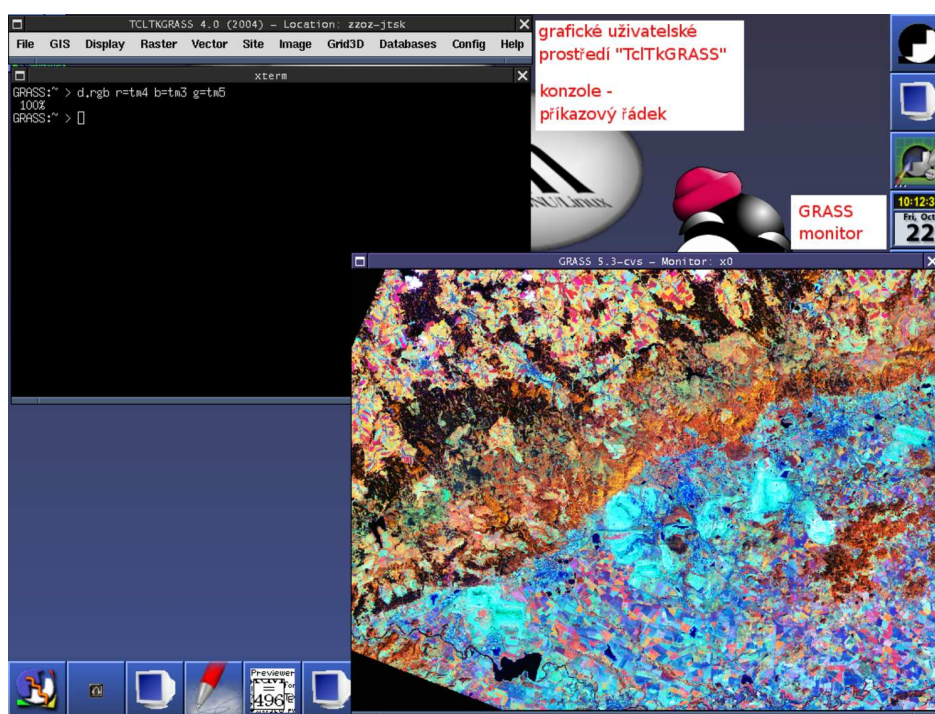 TCLTKGRASS 4.0 (2004) - Location: zzoz-jtsk
File GIS Display Raster Vector Site Image Grid3D Databases Config Help
xterm
GRASS:~ > d.rgb r=tm4 b=tm3 g=tm5
100%
GRASS:~ >
grafické uživatelské
prostředí "TclTkGRASS"
konzole -
příkazový řádek
NU/Linux
GRASS
monitor
10:12:3
Fri, Oct
22
GRASS 5.3-cvs - Monitor: x0
Previewer
496